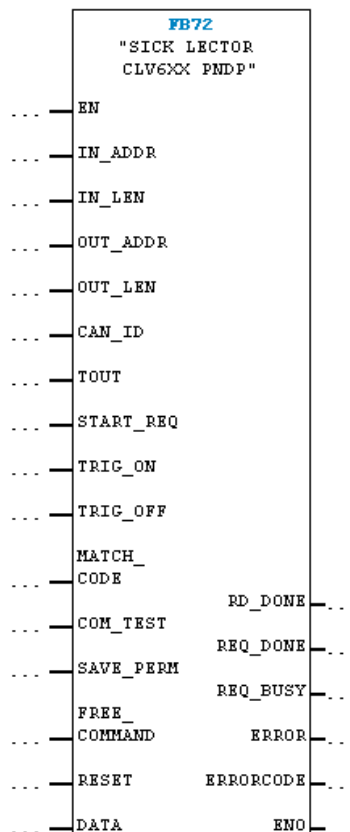 FB72
"SICK LECTOR
CLV6XX PNDP"
... EN
... IN_ADDR
... IN_LEN
... OUT_ADDR
... OUT_LEN
... CAN_ID
... TOUT
... START_REQ
... TRIG_ON
... TRIG_OFF
MATCH_
... CODE
RD_DONE ..
... COM_TEST
REQ_DONE ..
... SAVE_PERM
REQ_BUSY ..
FREE_
... COMMAND ERROR ..
... RESET ERRORCODE ..
... DATA ENO ..